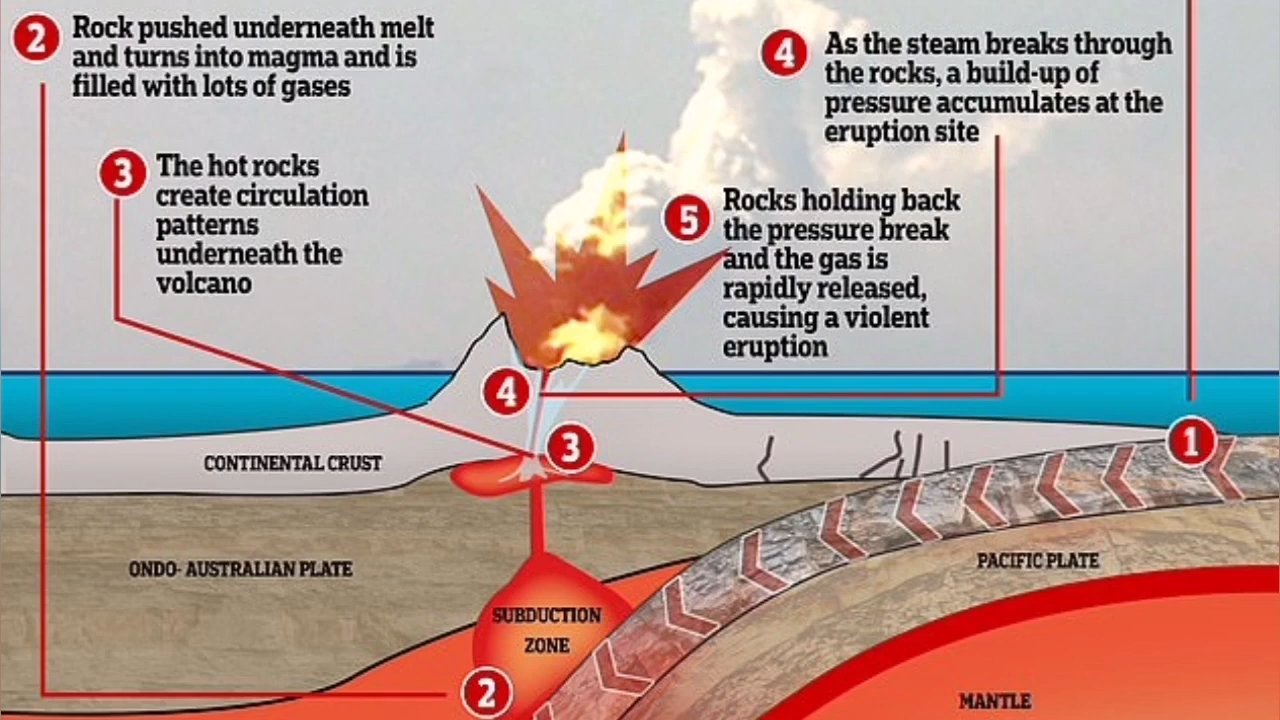 2
Rock pushed underneath melt
and turns into magma and is
filled with lots of gases
3
The hot rocks
create circulation
patterns
underneath the
volcano
4
As the steam breaks through
the rocks, a build-up of
pressure accumulates at the
eruption site
5
Rocks holding back
the pressure break
and the gas is
rapidly released,
causing a violent
eruption
4
3
1
CONTINENTAL CRUST
ONDO- AUSTRALIAN PLATE
PACIFIC PLATE
SUBDUCTION
ZONE
2
MANTLE